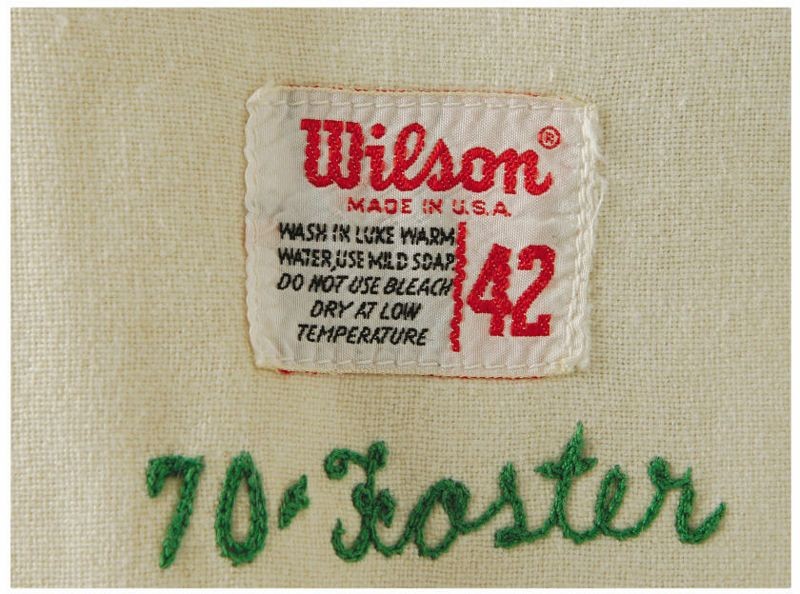 Wilson®
MADE IN U.S.A.
WASH IN LUKE WARM
WATER, USE MILD SOAP
DO NOT USE BLEACH
DRY AT LOW
TEMPERATURE
42
70-Foster